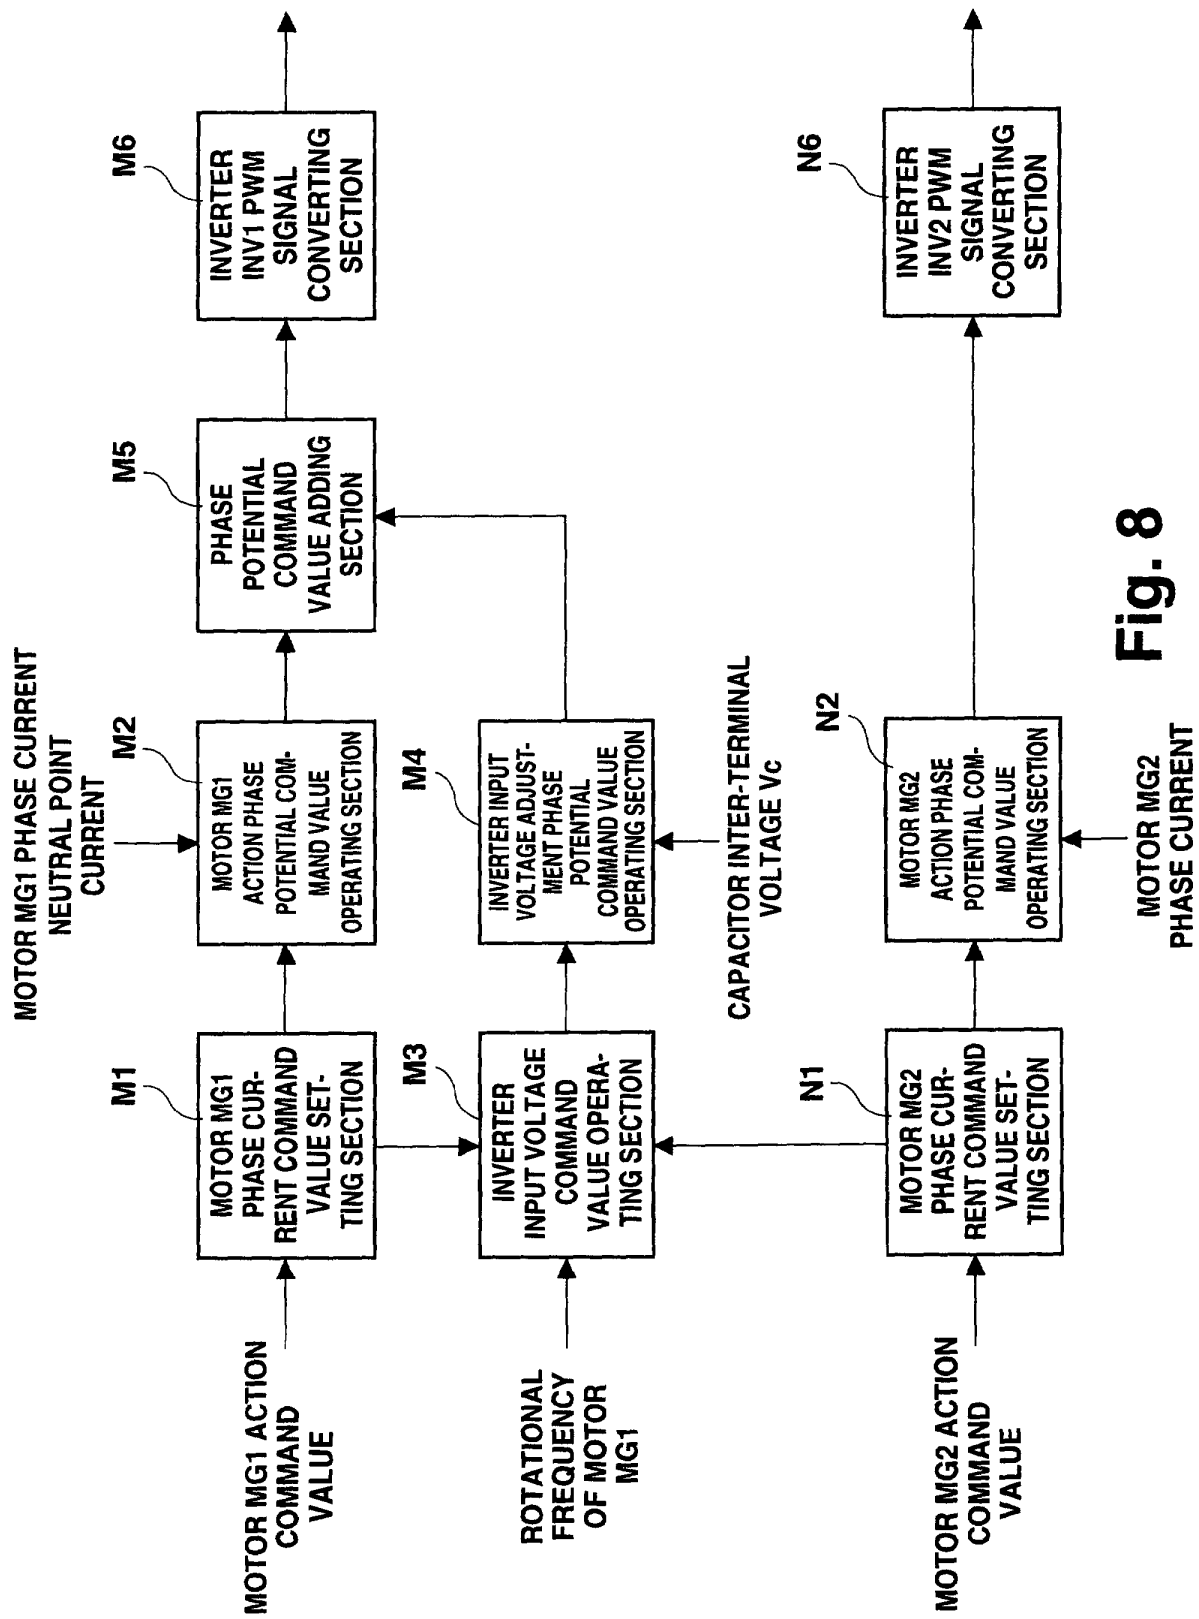 MOTOR MG1 ACTION
COMMAND
VALUE
M1
MOTOR MG1
PHASE CUR-
RENT COMMAND
VALUE SET-
TING SECTION
MOTOR MG1 PHASE CURRENT
NEUTRAL POINT
CURRENT
M2
MOTOR MG1
ACTION PHASE
POTENTIAL COM-
MAND VALUE
OPERATING SECTION
M5
PHASE
POTENTIAL
COMMAND
VALUE ADDING
SECTION
M6
INVERTER
INV1 PWM
SIGNAL
CONVERTING
SECTION
ROTATIONAL
FREQUENCY
OF MOTOR
MG1
M3
INVERTER
INPUT VOLTAGE
COMMAND
VALUE OPERA-
TING SECTION
M4
INVERTER INPUT
VOLTAGE ADJUST-
MENT PHASE
POTENTIAL
COMMAND VALUE
OPERATING SECTION
CAPACITOR INTER-TERMINAL
VOLTAGE Vc
MOTOR MG2 ACTION
COMMAND
VALUE
N1
MOTOR MG2
PHASE CUR-
RENT COMMAND
VALUE SET-
TING SECTION
N2
MOTOR MG2
ACTION PHASE
POTENTIAL COM-
MAND VALUE
OPERATING SECTION
MOTOR MG2
PHASE CURRENT
N6
INVERTER
INV2 PWM
SIGNAL
CONVERTING
SECTION
Fig. 8